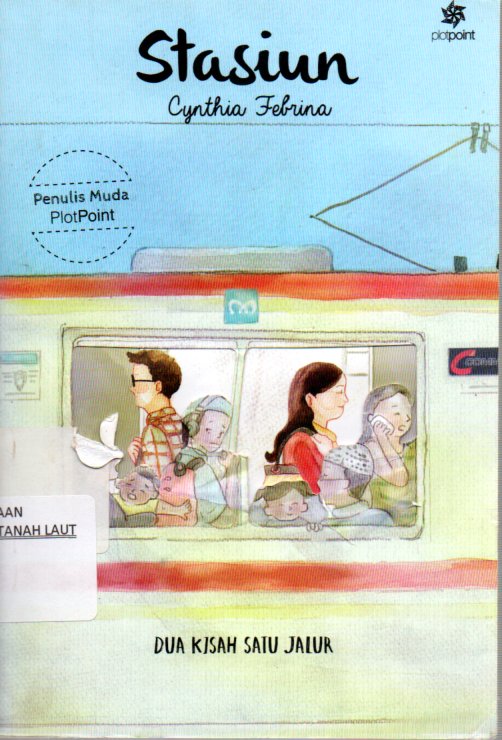 plotpoint
Stasiun
Cynthia Febrina
Penulis Muda
PlotPoint
AAN
TANAH LAUT
DUA KISAH SATU JALUR